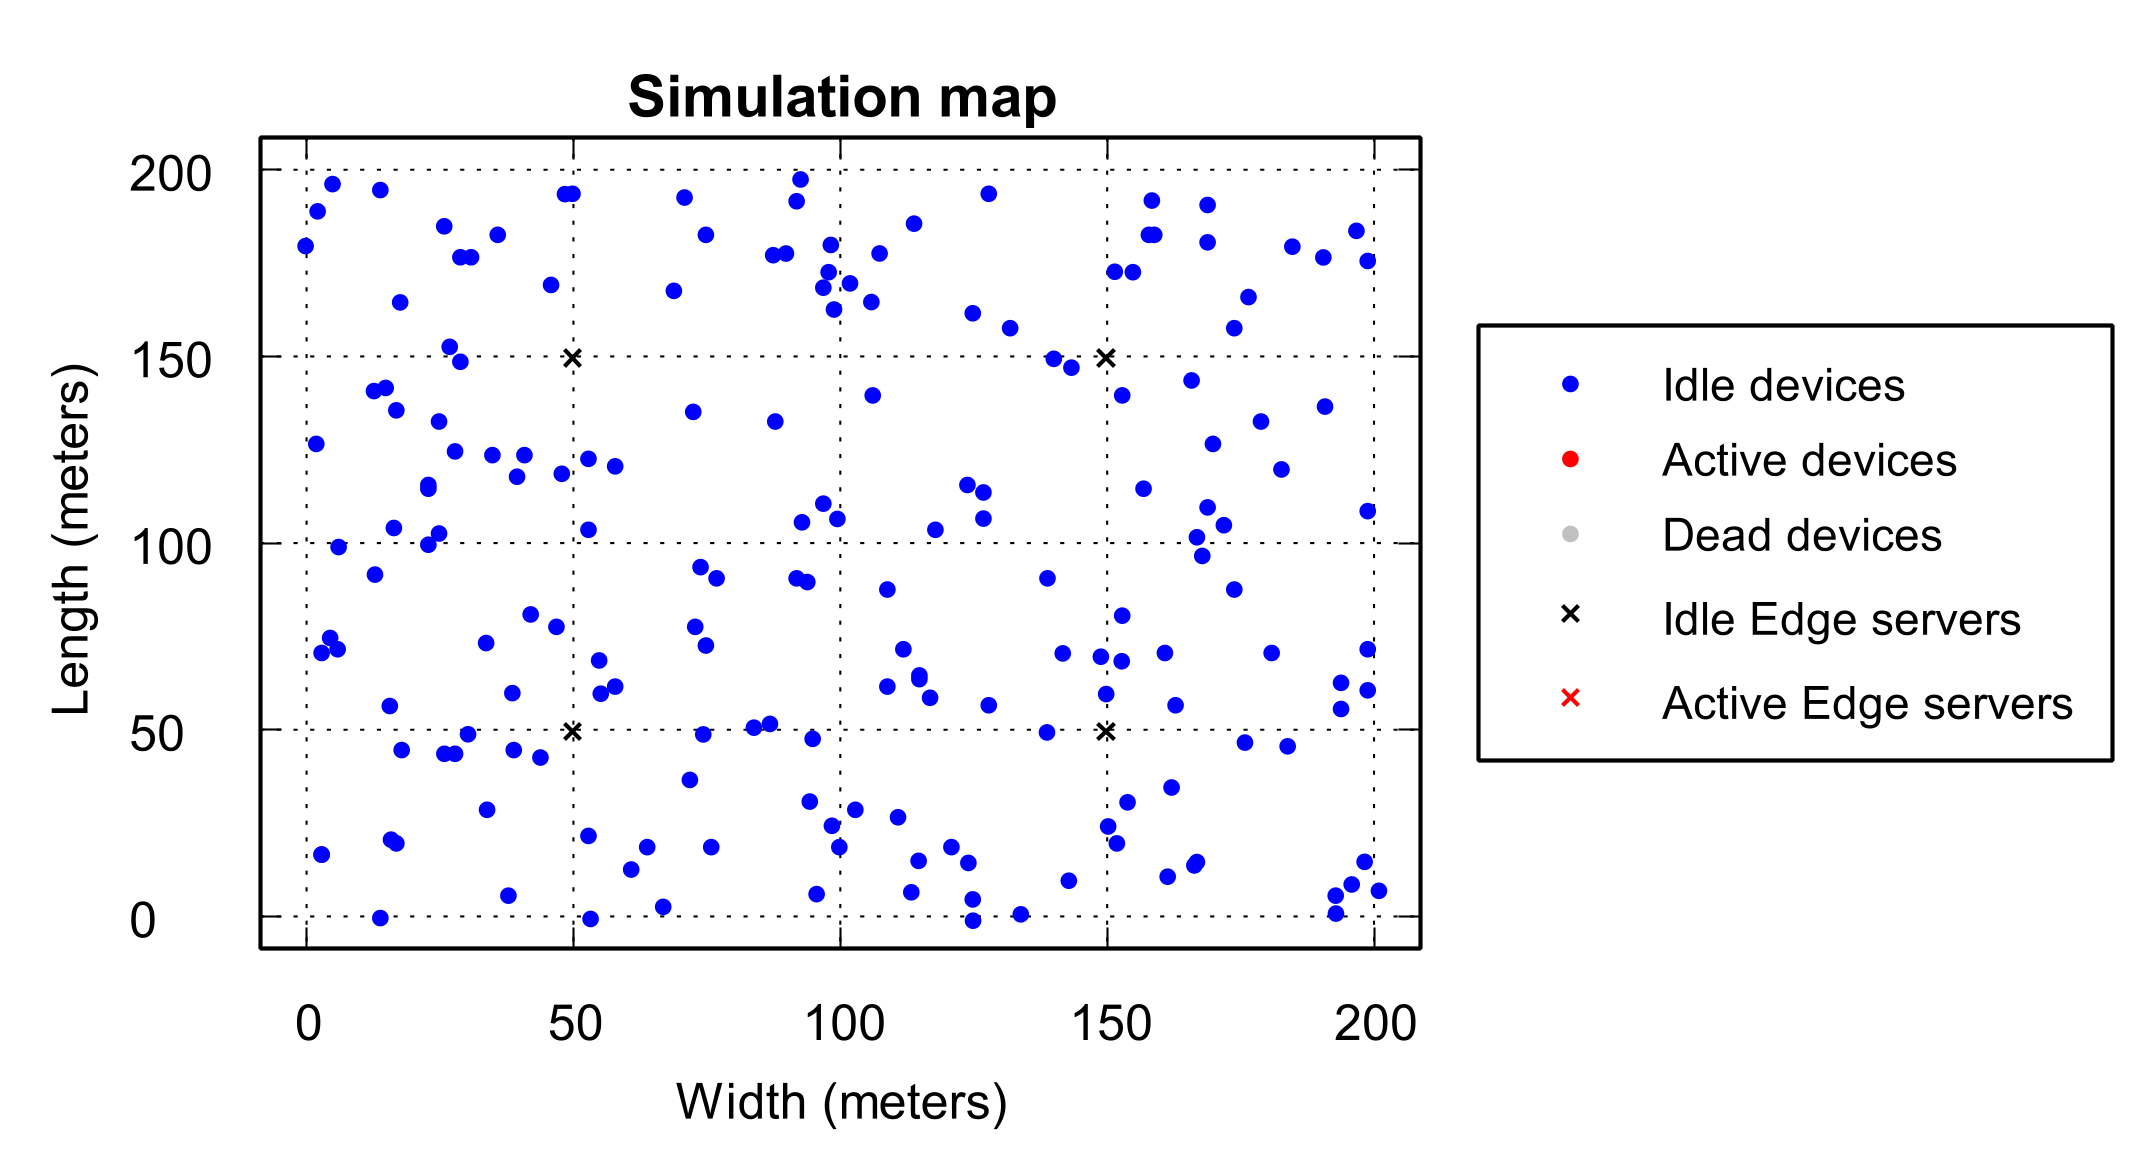 Simulation map
200
150
100
50
0
Length (meters)
0 50 100 150 200
Width (meters)
Idle devices
Active devices
Dead devices
Idle Edge servers
Active Edge servers